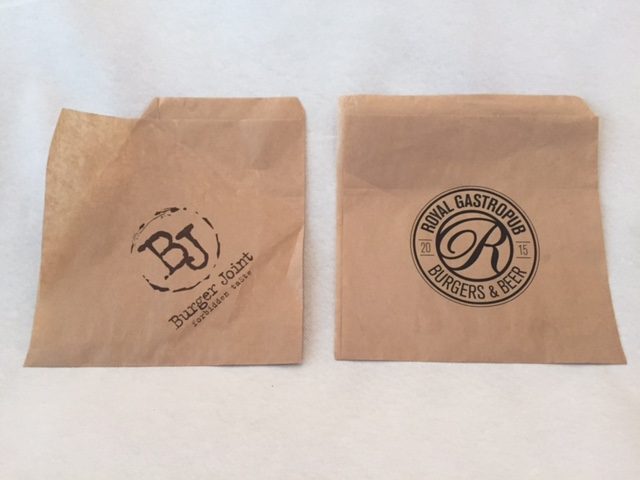 BJ
Burger Joint
forbidden taste
ROYAL GASTROPUB
20 R 15
BURGERS & BEER